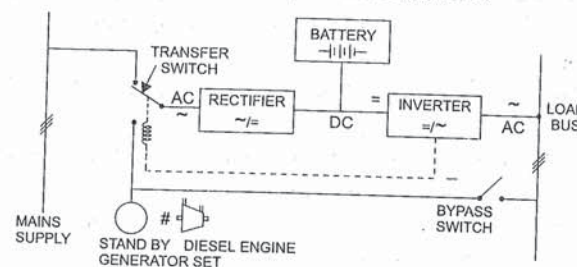 BATTERY
TRANSFER
SWITCH
AC
~
RECTIFIER
~/=
=
DC
INVERTER
=/~
~
AC
LOAD
BUS
MAINS
SUPPLY
#
STAND BY DIESEL ENGINE
GENERATOR SET
BYPASS
SWITCH